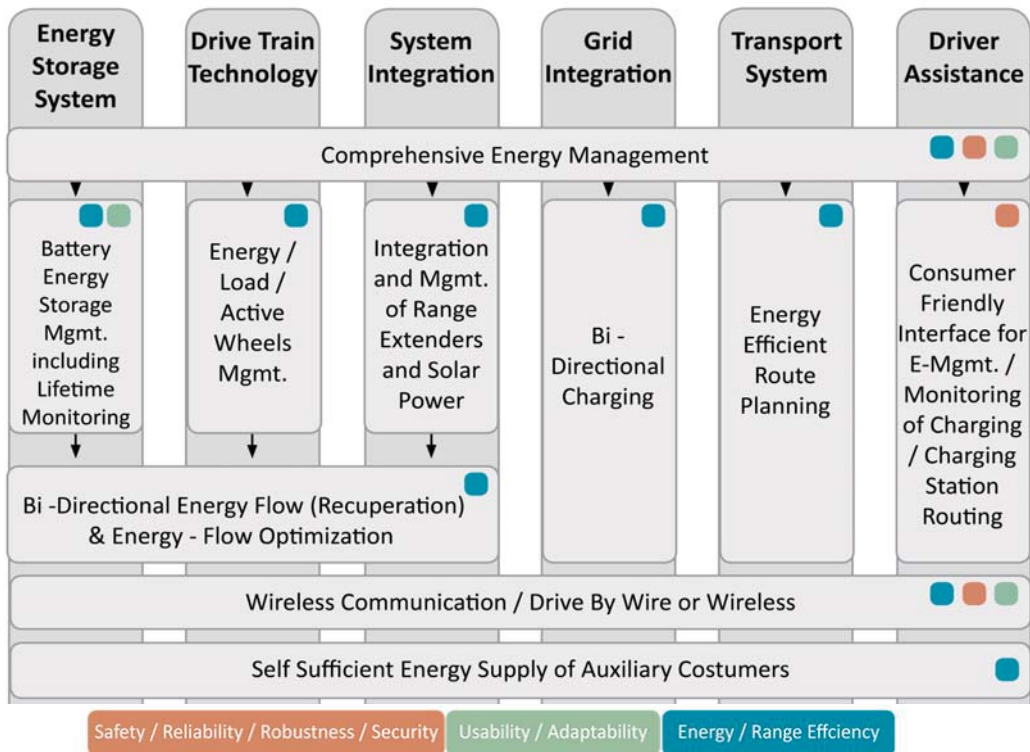 Energy
Storage
System
Drive Train
Technology
System
Integration
Grid
Integration
Transport
System
Driver
Assistance
Comprehensive Energy Management
Battery
Energy
Storage
Mgmt.
including
Lifetime
Monitoring
Energy /
Load /
Active
Wheels
Mgmt.
Integration
and Mgmt.
of Range
Extenders
and Solar
Power
Bi -
Directional
Charging
Energy
Efficient
Route
Planning
Consumer
Friendly
Interface for
E-Mgmt. /
Monitoring
of Charging
/ Charging
Station
Routing
Bi -Directional Energy Flow (Recuperation)
& Energy - Flow Optimization
Wireless Communication / Drive By Wire or Wireless
Self Sufficient Energy Supply of Auxiliary Costumers
Safety / Reliability / Robustness / Security
Usability / Adaptability
Energy / Range Effciency